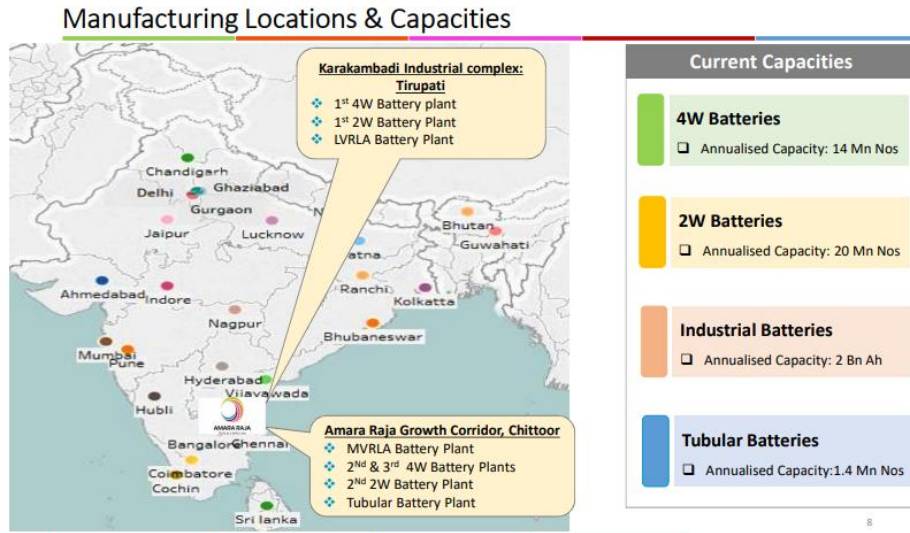 Manufacturing Locations & Capacities
Karakambadi Industrial complex:
Tirupati
1st 4W Battery plant
1st 2W Battery Plant
LVRLA Battery Plant
Chandigarh
Delhi
Ghaziabad
Gurgaon
Jaipur
Lucknow
Bhutan
Guwahati
atna
Ahmedabad
Indore
Ranchi
Kolkatta
Nagpur
Bhubaneswar
Mumbai
Pune
Hyderabad
Vijayawada
Hubli
AMARA RAJA
Bangalore
Chennai
Coimbatore
Cochin
Sri lanka
Amara Raja Growth Corridor, Chittoor
MVRLA Battery Plant
2Nd & 3rd 4W Battery Plants
2Nd 2W Battery Plant
Tubular Battery Plant
Current Capacities
4W Batteries
Annualised Capacity: 14 Mn Nos
2W Batteries
Annualised Capacity: 20 Mn Nos
Industrial Batteries
Annualised Capacity: 2 Bn Ah
Tubular Batteries
Annualised Capacity:1.4 Mn Nos
8